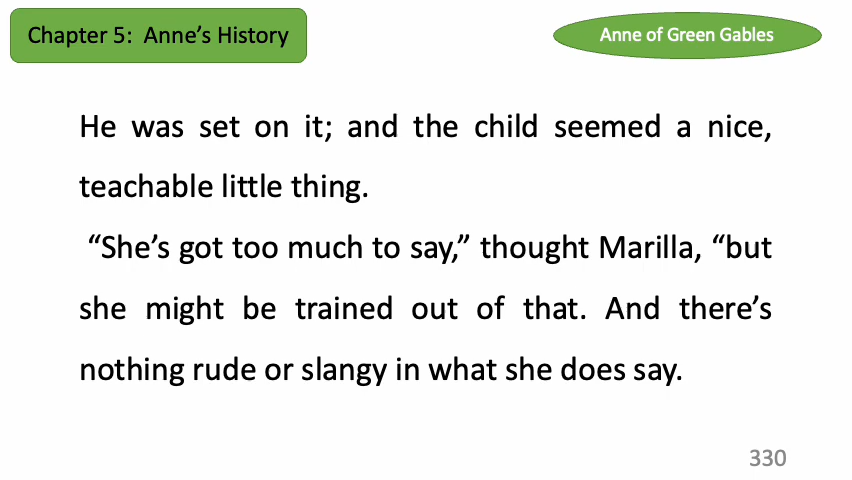 Chapter 5:  Anne’s History
Anne of Green Gables
He was set on it; and the child seemed a nice,
teachable little thing.
“She’s got too much to say,” thought Marilla, “but
she might be trained out of that. And there’s
nothing rude or slangy in what she does say.
330